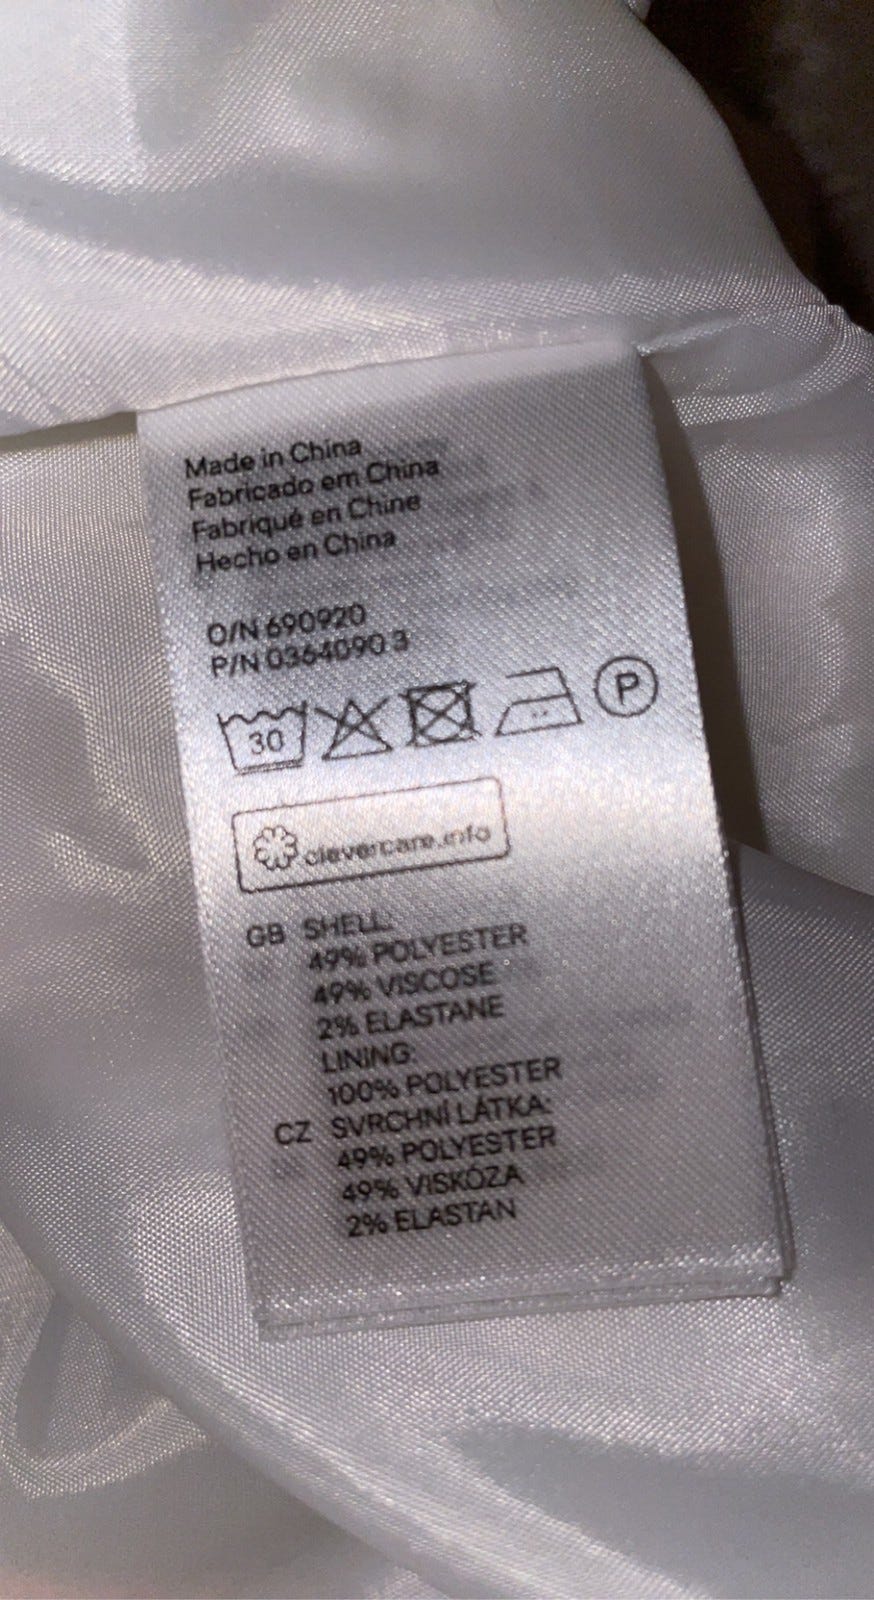 Made in China
Fabricado em China
Fabriqué en Chine
Hecho en China
O/N 690920
P/N 0364090 3
30 P
clevercare.info
GB SHELL:
49% POLYESTER
49% VISCOSE
2% ELASTANE
LINING:
100% POLYESTER
CZ SVRCHNÍ LÁTKA:
49% POLYESTER
49% VISKÓZA
2% ELASTAN